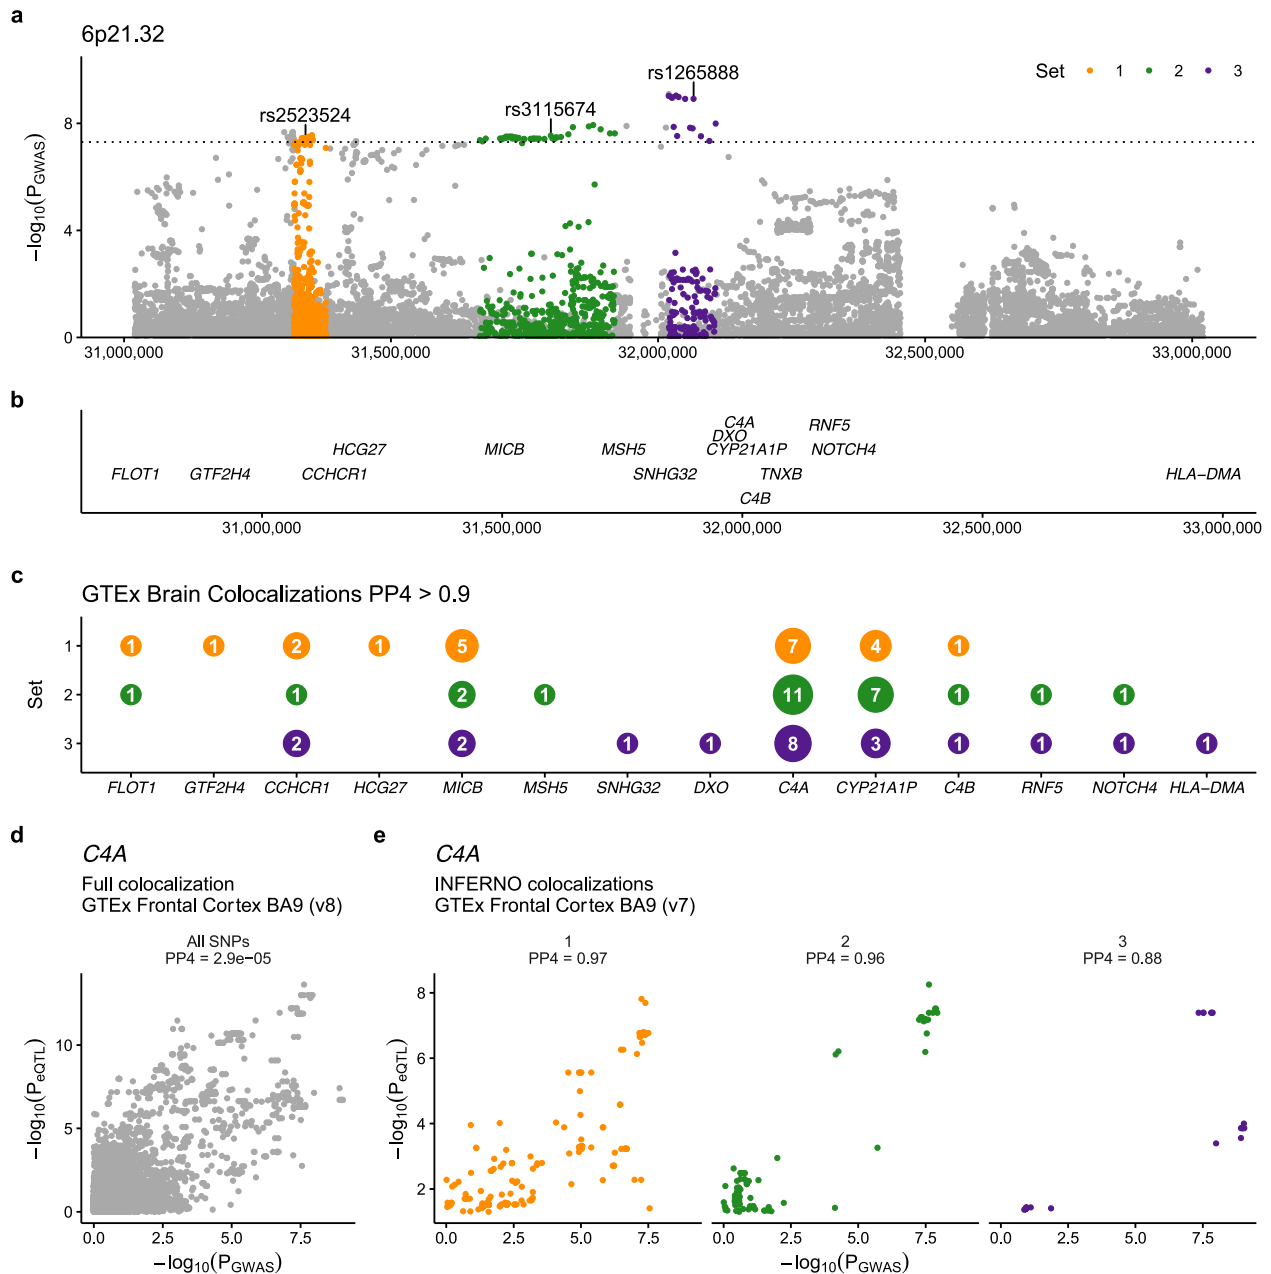 a
6p21.32
rs1265888
rs3115674
rs2523524
Set 1 2 3
−log10(PGWAS)
8
4
0
31,000,000 31,500,000 32,000,000 32,500,000 33,000,000
b
C4A RNF5
DXO
HCG27 MICB MSH5 CYP21A1P NOTCH4
FLOT1 GTF2H4 CCHCR1 SNHG32 TNXB HLA−DMA
C4B
31,000,000 31,500,000 32,000,000 32,500,000 33,000,000
c
GTEx Brain Colocalizations PP4 > 0.9
Set
1 1 1 2 1 5 7 4 1
2 1 1 2 1 11 7 1 1 1
3 2 2 1 1 8 3 1 1 1 1
FLOT1 GTF2H4 CCHCR1 HCG27 MICB MSH5 SNHG32 DXO C4A CYP21A1P C4B RNF5 NOTCH4 HLA−DMA
d
C4A
Full colocalization
GTEx Frontal Cortex BA9 (v8)
All SNPs
PP4 = 2.9e−05
−log10(PeQTL)
10
5
0
0.0 2.5 5.0 7.5
−log10(PGWAS)
e
C4A
INFERNO colocalizations
GTEx Frontal Cortex BA9 (v7)
1 2 3
PP4 = 0.97 PP4 = 0.96 PP4 = 0.88
−log10(PeQTL)
8
6
4
2
0.0 2.5 5.0 7.5 0.0 2.5 5.0 7.5 0.0 2.5 5.0 7.5
−log10(PGWAS)